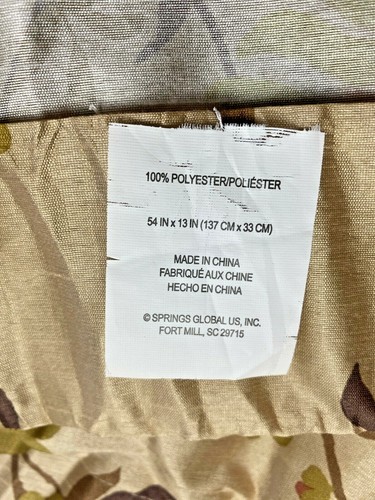 100% POLYESTER/POLIÉSTER
54 IN x 13 IN (137 CM x 33 CM)
MADE IN CHINA
FABRIQUÉ AUX CHINE
HECHO EN CHINA
© SPRINGS GLOBAL US, INC.
FORT MILL, SC 29715